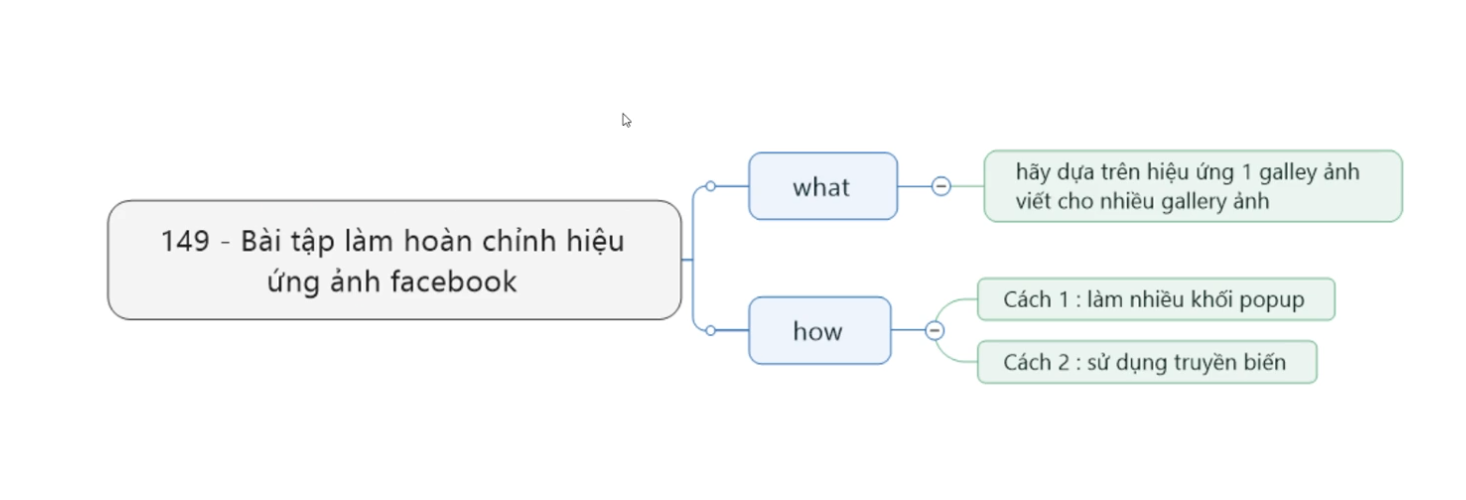 149 - Bài tập làm hoàn chỉnh hiệu
ứng ảnh facebook
what
hãy dựa trên hiệu ứng 1 galley ảnh
viết cho nhiều gallery ảnh
how
Cách 1 : làm nhiều khối popup
Cách 2 : sử dụng truyền biến